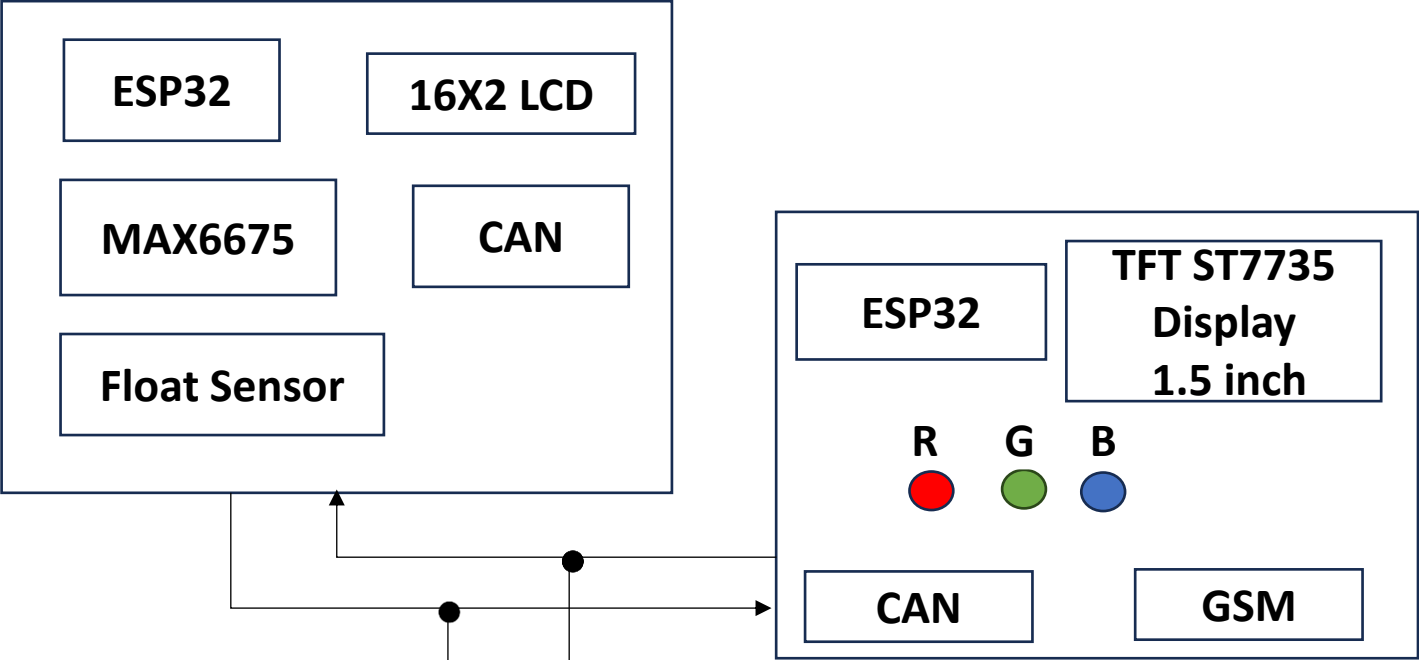 ESP32
16X2 LCD
MAX6675
CAN
Float Sensor
ESP32
TFT ST7735
Display
1.5 inch
R G B
CAN
GSM